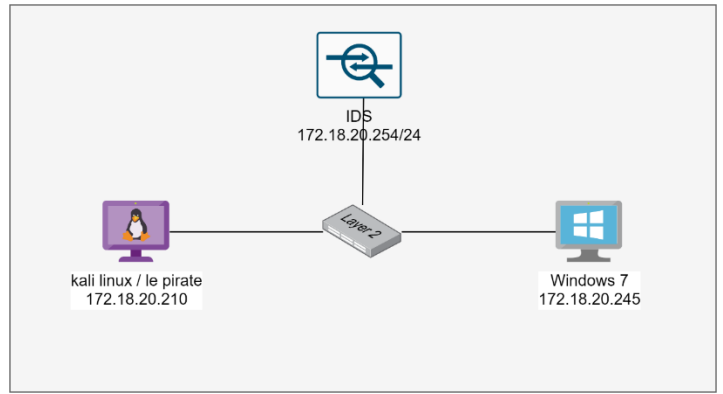 IDS
172.18.20.254/24
Layer 2
kali linux / le pirate
172.18.20.210
Windows 7
172.18.20.245